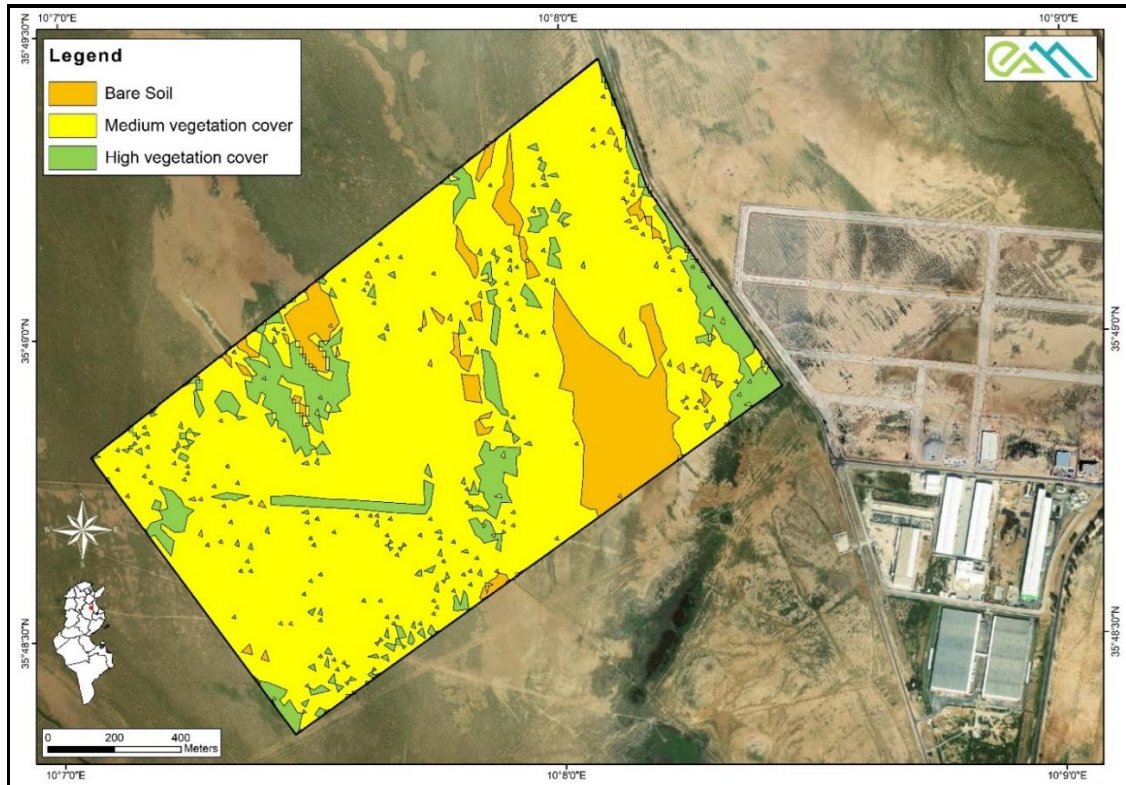 10°7'0"E 10°8'0"E 10°9'0"E
35°49'30"N
35°49'0"N
35°48'30"N
Legend
Bare Soil
Medium vegetation cover
High vegetation cover
eam
35°49'0"N
35°48'30"N
0 200 400
Meters
10°7'0"E 10°8'0"E 10°9'0"E